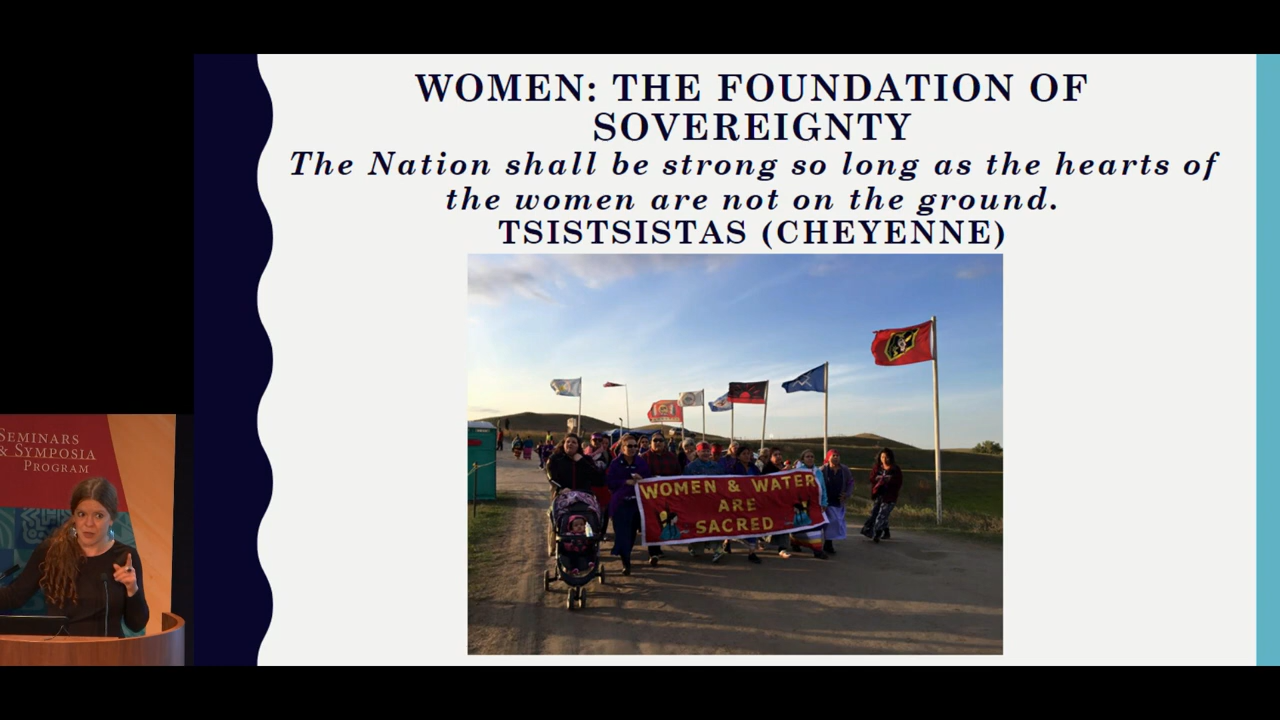 WOMEN: THE FOUNDATION OF
SOVEREIGNTY
The Nation shall be strong so long as the hearts of
the women are not on the ground.
TSISTSISTAS (CHEYENNE)
WOMEN & WATER
ARE
SACRED
SEMINARS
& SYMPOSIA
PROGRAM